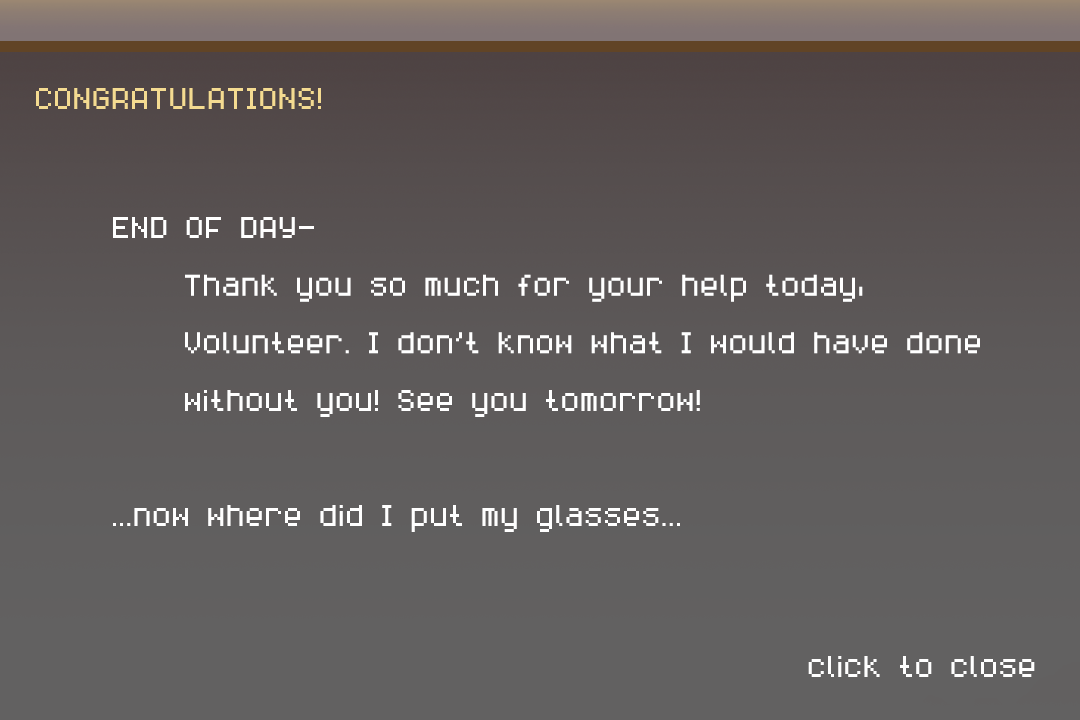 CONGRATULATIONS!
END OF DAY-
Thank you so much for your help today,
Volunteer. I don't know what I would have done
without you! See you tomorrow!
...now where did I put my glasses...
click to close